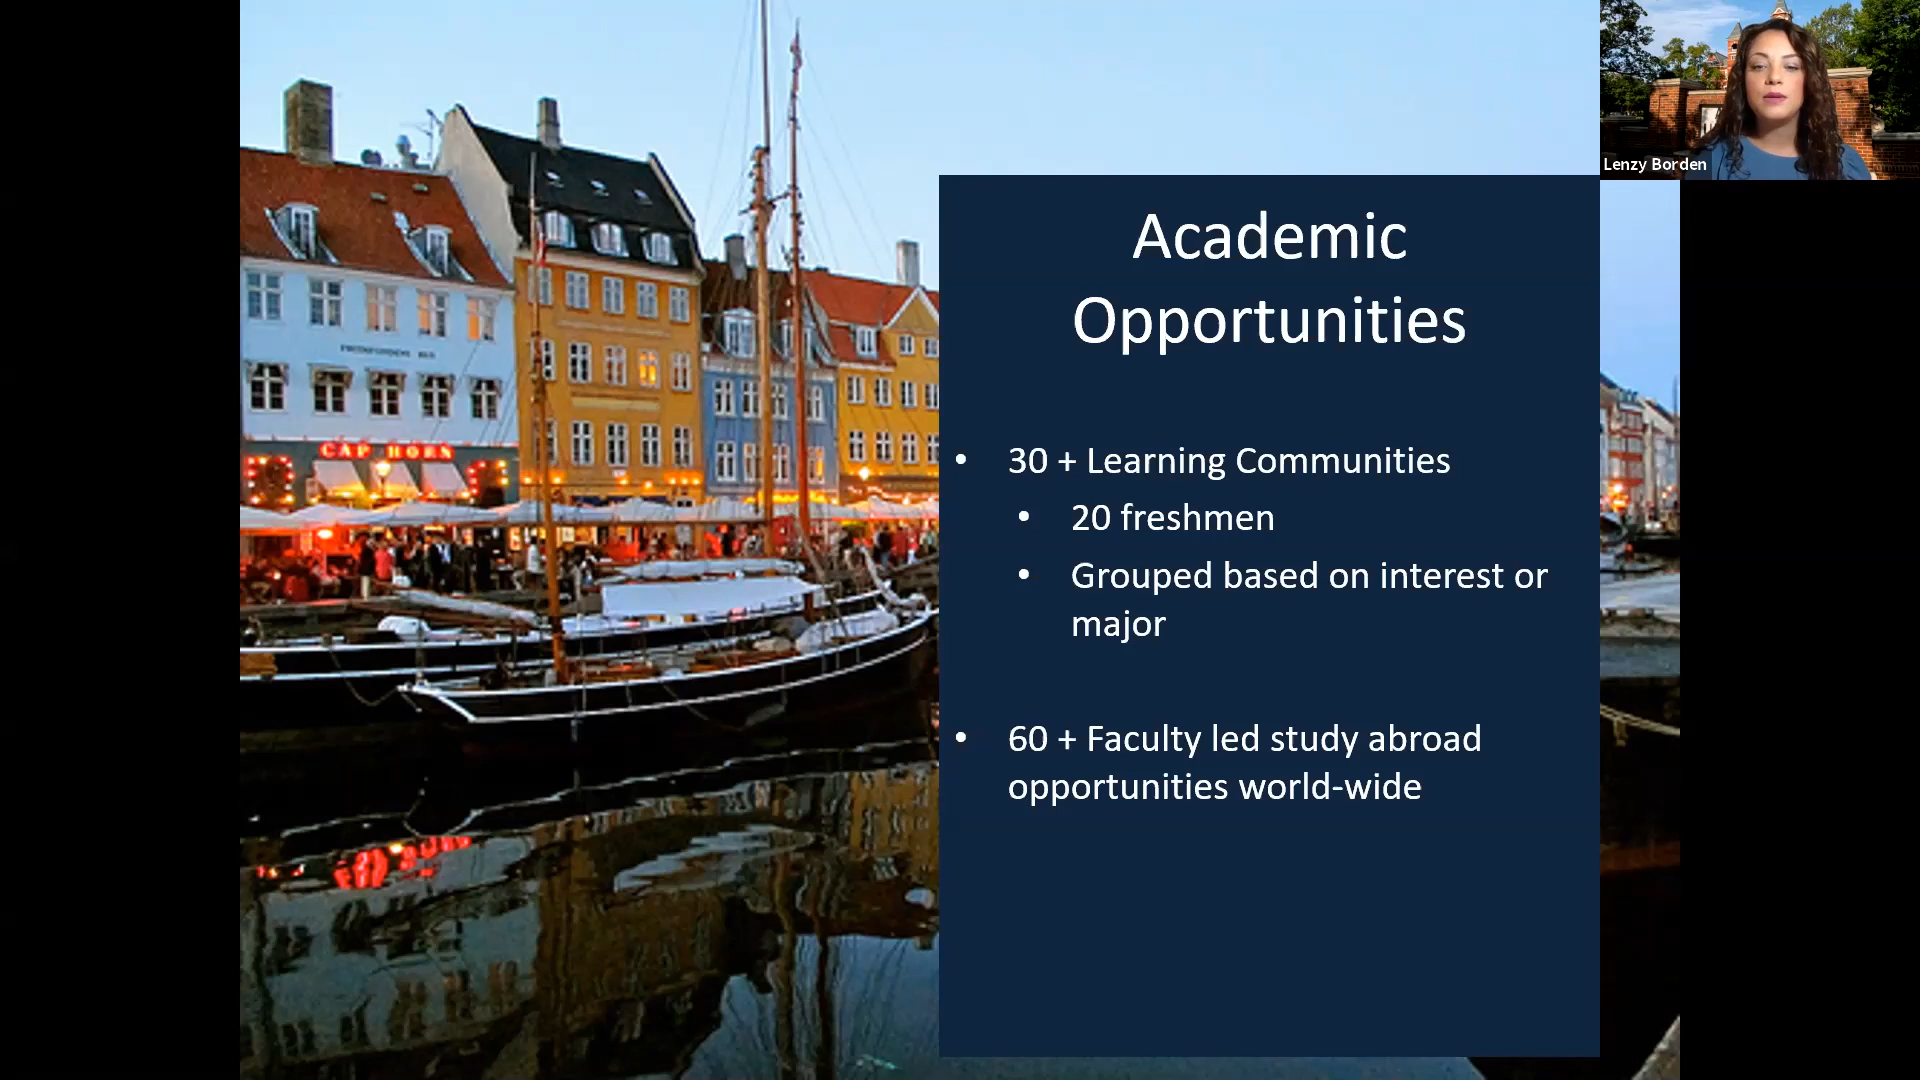 Academic
Opportunities
• 30 + Learning Communities
• 20 freshmen
• Grouped based on interest or
major
• 60 + Faculty led study abroad
opportunities world-wide
Lenzy Borden
CAP HORN